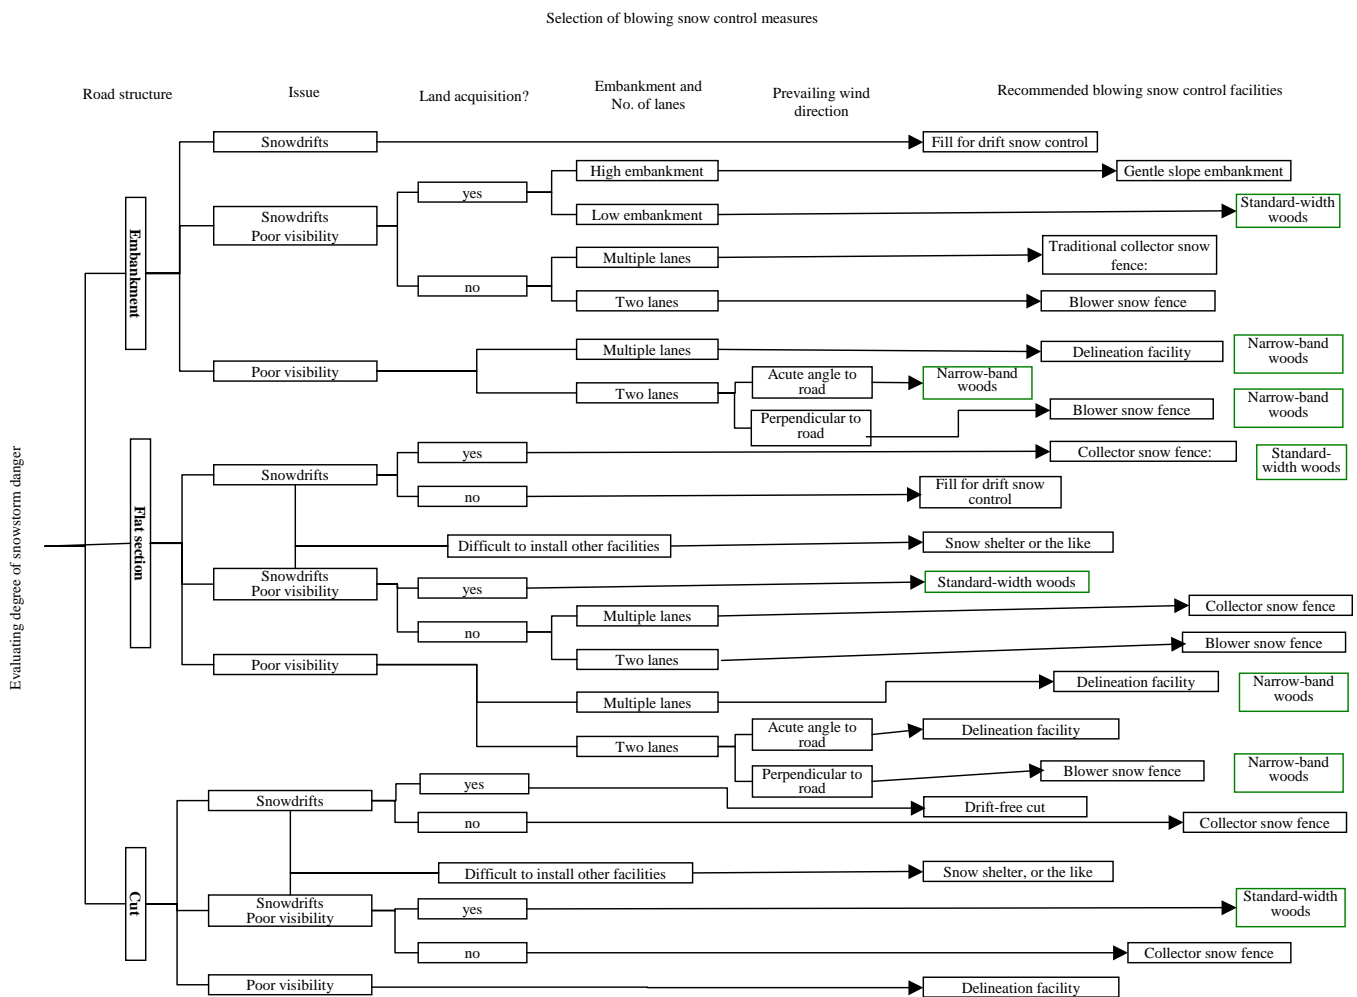 Selection of blowing snow control measures
Road structure
Issue
Land acquisition?
Embankment and
No. of lanes
Prevailing wind
direction
Recommended blowing snow control facilities
Evaluating degree of snowstorm danger
Embankment
Snowdrifts
Fill for drift snow control
Snowdrifts
Poor visibility
yes
High embankment
Gentle slope embankment
Low embankment
Standard-width
woods
no
Multiple lanes
Traditional collector snow
fence:
Two lanes
Blower snow fence
Poor visibility
Multiple lanes
Delineation facility
Narrow-band
woods
Two lanes
Acute angle to
road
Narrow-band
woods
Perpendicular to
road
Blower snow fence
Narrow-band
woods
Flat section
Snowdrifts
yes
Collector snow fence:
Standard-
width woods
no
Fill for drift snow
control
Difficult to install other facilities
Snow shelter or the like
Snowdrifts
Poor visibility
yes
Standard-width woods
no
Multiple lanes
Collector snow fence
Two lanes
Blower snow fence
Poor visibility
Multiple lanes
Delineation facility
Narrow-band
woods
Two lanes
Acute angle to
road
Delineation facility
Perpendicular to
road
Blower snow fence
Narrow-band
woods
Cut
Snowdrifts
yes
Drift-free cut
no
Collector snow fence
Difficult to install other facilities
Snow shelter, or the like
Snowdrifts
Poor visibility
yes
Standard-width
woods
no
Collector snow fence
Poor visibility
Delineation facility